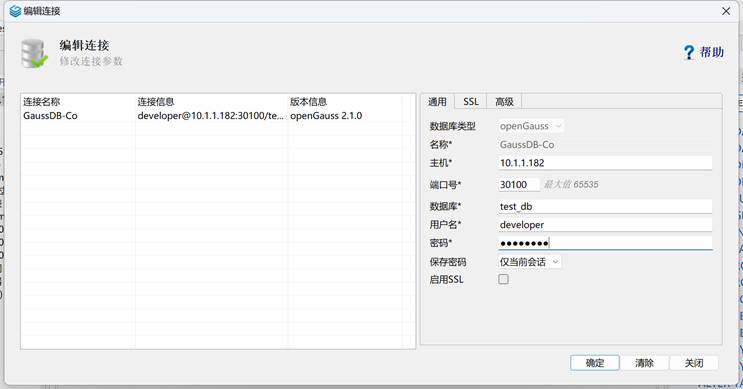 编辑连接
编辑连接
修改连接参数
? 帮助
连接名称 连接信息 版本信息
GaussDB-Co developer@10.1.1.182:30100/te... openGauss 2.1.0
通用 SSL 高级
数据库类型 openGauss
名称* GaussDB-Co
主机* 10.1.1.182
端口号* 30100 最大值 65535
数据库* test_db
用户名* developer
密码* ●●●●●●●●
保存密码 仅当前会话
启用SSL
确定 清除 关闭